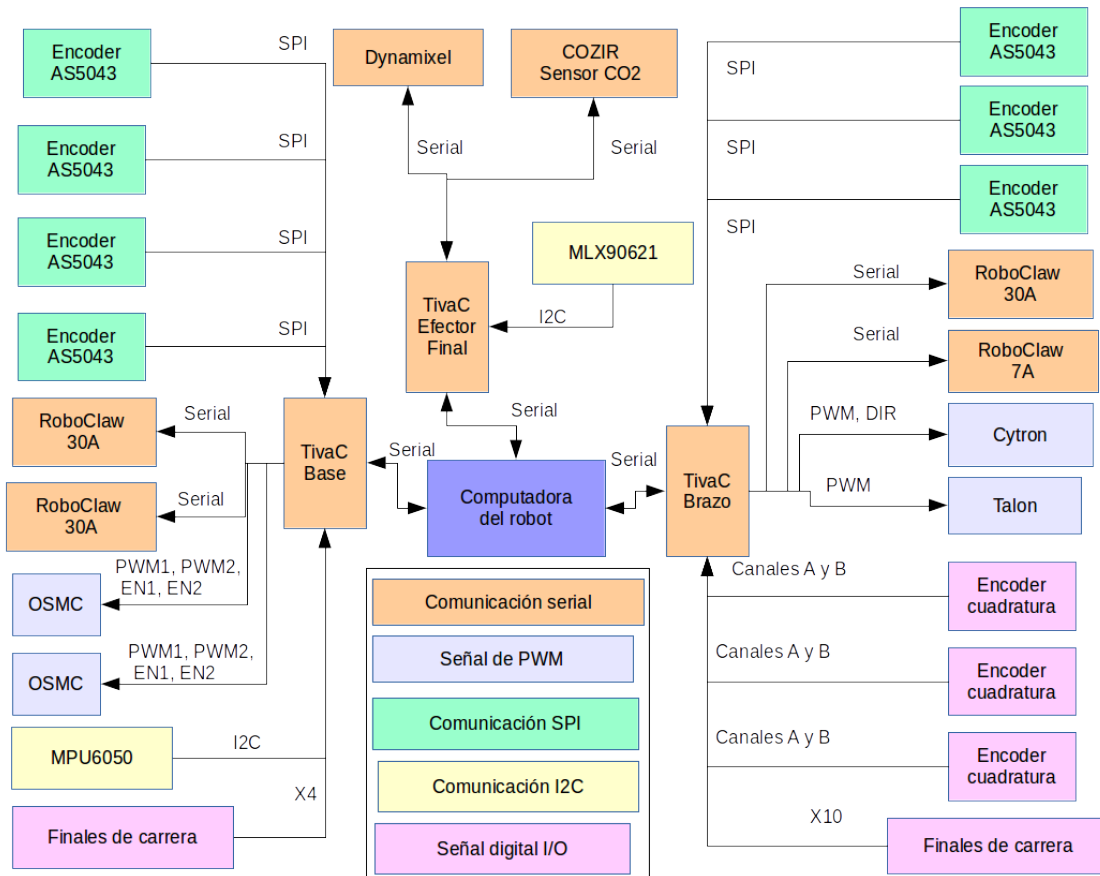 Encoder
AS5043
SPI
Encoder
AS5043
SPI
Encoder
AS5043
SPI
Encoder
AS5043
SPI
Dynamixel
COZIR
Sensor CO2
Serial
Serial
MLX90621
I2C
TivaC
Efector
Final
Serial
SPI
Encoder
AS5043
SPI
Encoder
AS5043
SPI
Encoder
AS5043
RoboClaw
30A
Serial
RoboClaw
30A
Serial
TivaC
Base
Serial
Computadora
del robot
Serial
TivaC
Brazo
Serial
RoboClaw
30A
Serial
RoboClaw
7A
PWM, DIR
Cytron
PWM
Talon
OSMC
PWM1, PWM2,
EN1, EN2
OSMC
PWM1, PWM2,
EN1, EN2
MPU6050
I2C
Finales de carrera
X4
Comunicación serial
Señal de PWM
Comunicación SPI
Comunicación I2C
Señal digital I/O
Canales A y B
Encoder
cuadratura
Canales A y B
Encoder
cuadratura
Canales A y B
Encoder
cuadratura
X10
Finales de carrera